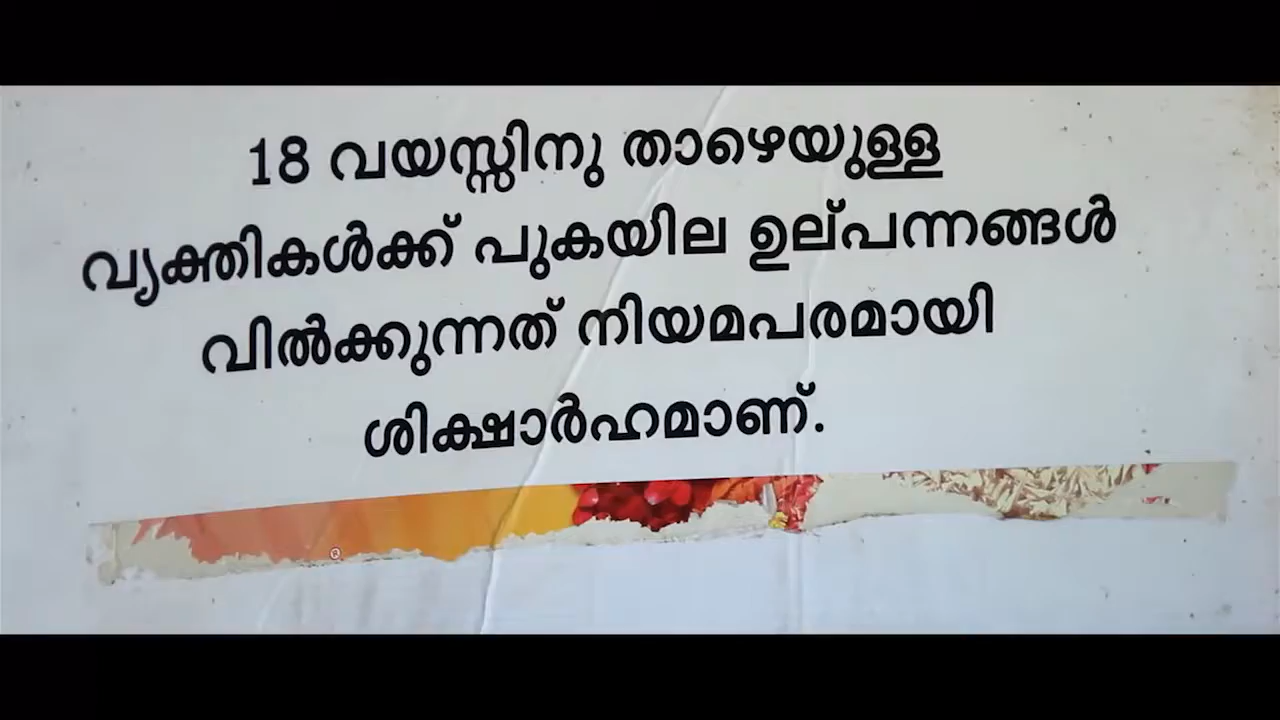 18 വയസ്സിനു താഴെയുള്ള
വ്യക്തികൾക്ക് പുകയില ഉല്പന്നങ്ങൾ
വിൽക്കുന്നത് നിയമപരമായി
ശിക്ഷാർഹമാണ്.